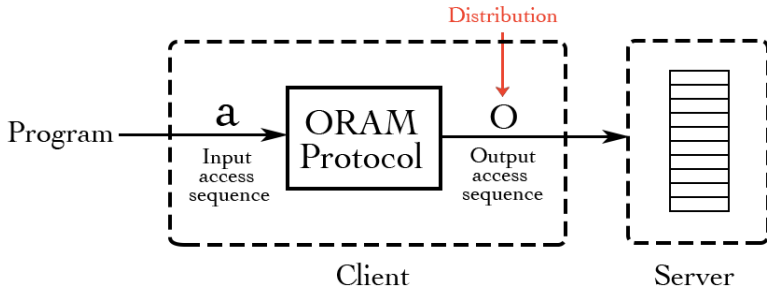 Distribution
Program
a
Input
access
sequence
ORAM
Protocol
O
Output
access
sequence
Client
Server